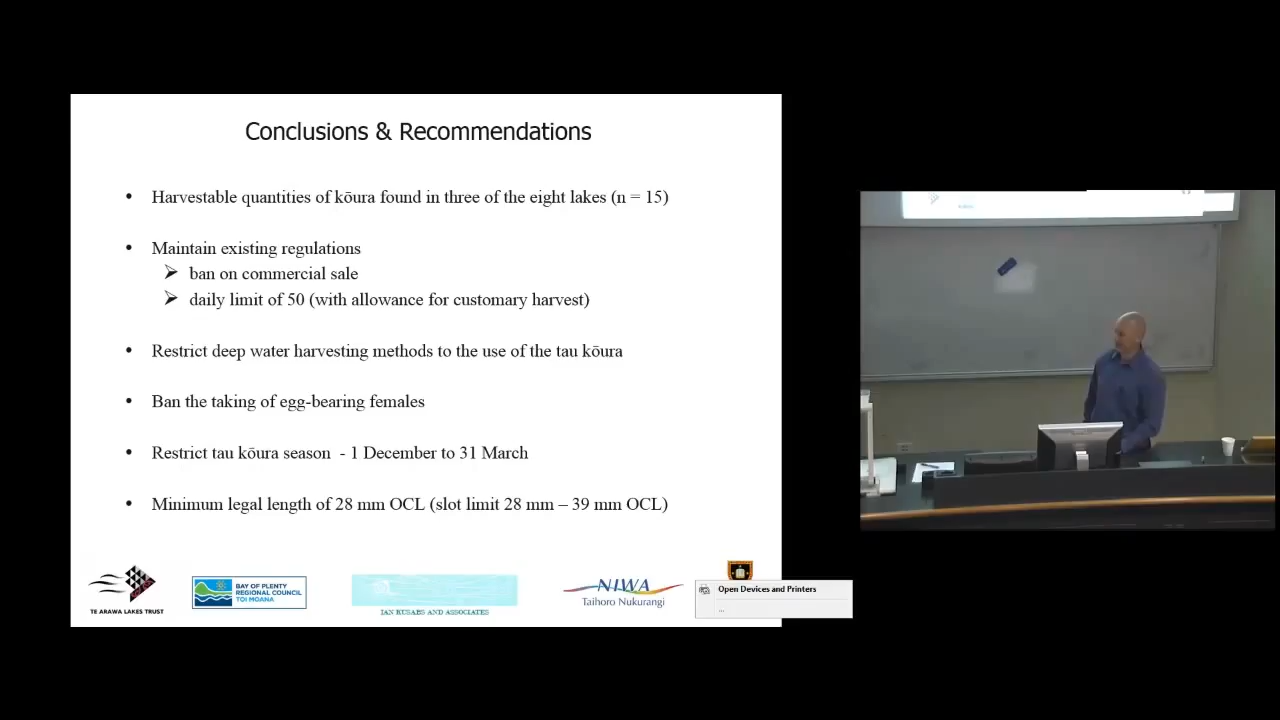 Conclusions & Recommendations
• Harvestable quantities of kōura found in three of the eight lakes (n = 15)
• Maintain existing regulations
➢ ban on commercial sale
➢ daily limit of 50 (with allowance for customary harvest)
• Restrict deep water harvesting methods to the use of the tau kōura
• Ban the taking of egg-bearing females
• Restrict tau kōura season - 1 December to 31 March
• Minimum legal length of 28 mm OCL (slot limit 28 mm – 39 mm OCL)
TE ARAWA LAKES TRUST
BAY OF PLENTY
REGIONAL COUNCIL
TOI MOANA
IAN KUSABS AND ASSOCIATES
NIWA
Taihoro Nukurangi
Open Devices and Printers
...